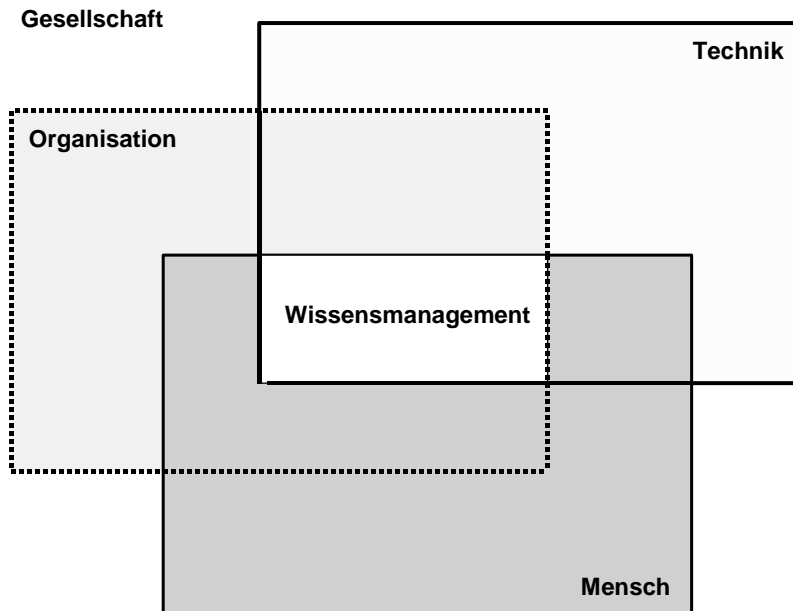 Gesellschaft
Technik
Organisation
Wissensmanagement
Mensch